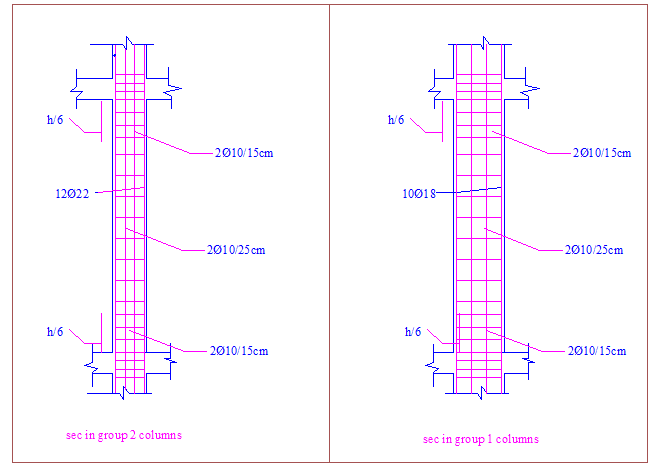 h/6
2Ø10/15cm
12Ø22
2Ø10/25cm
h/6
2Ø10/15cm
sec in group 2 columns
h/6
2Ø10/15cm
10Ø18
2Ø10/25cm
h/6
2Ø10/15cm
sec in group 1 columns